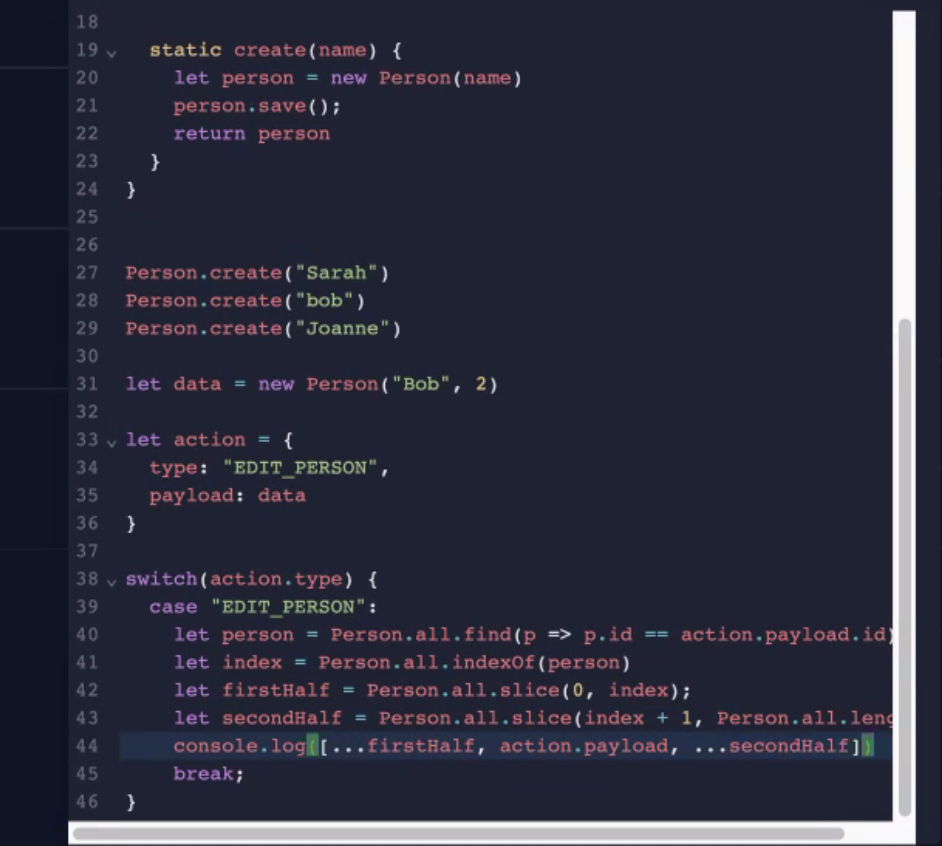 18
19 static create(name) {
20 let person = new Person(name)
21 person.save();
22 return person
23 }
24 }
25
26
27 Person.create("Sarah")
28 Person.create("bob")
29 Person.create("Joanne")
30
31 let data = new Person("Bob", 2)
32
33 let action = {
34 type: "EDIT_PERSON",
35 payload: data
36 }
37
38 switch(action.type) {
39 case "EDIT_PERSON":
40 let person = Person.all.find(p => p.id == action.payload.id)
41 let index = Person.all.indexOf(person)
42 let firstHalf = Person.all.slice(0, index);
43 let secondHalf = Person.all.slice(index + 1, Person.all.leng
44 console.log([...firstHalf, action.payload, ...secondHalf])
45 break;
46 }